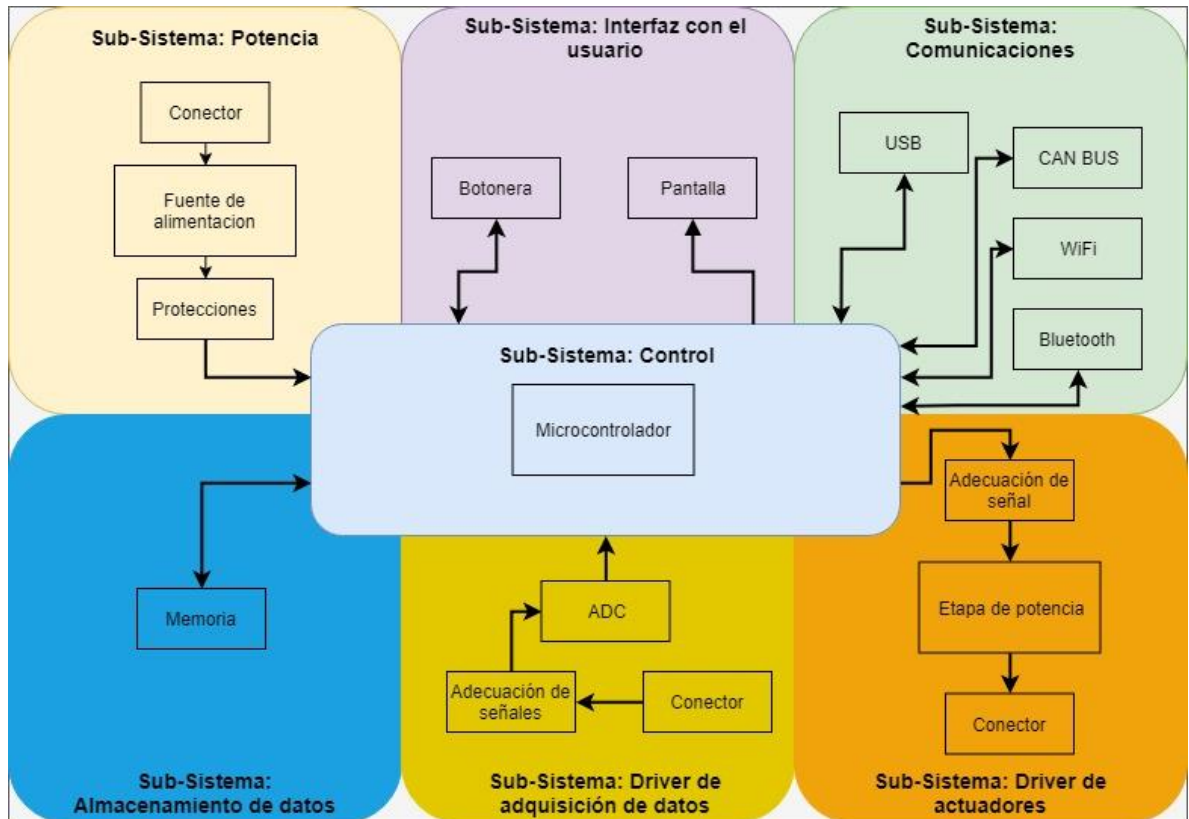 Sub-Sistema: Potencia
Conector
Fuente de
alimentacion
Protecciones
Sub-Sistema: Interfaz con el
usuario
Botonera
Pantalla
Sub-Sistema:
Comunicaciones
USB
CAN BUS
WiFi
Bluetooth
Sub-Sistema: Control
Microcontrolador
Memoria
Sub-Sistema:
Almacenamiento de datos
ADC
Adecuación de
señales
Conector
Sub-Sistema: Driver de
adquisición de datos
Adecuación de
señal
Etapa de potencia
Conector
Sub-Sistema: Driver de
actuadores